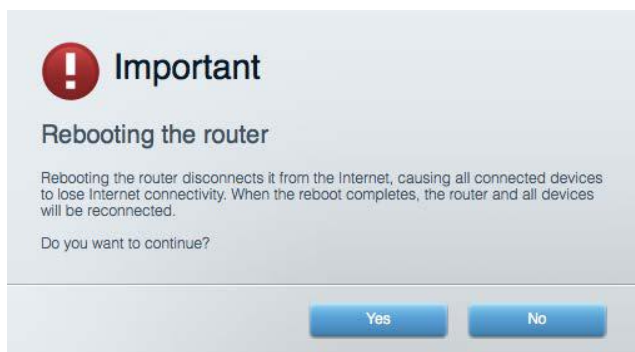 Important
Rebooting the router
Rebooting the router disconnects it from the Internet, causing all connected devices
to lose Internet connectivity. When the reboot completes, the router and all devices
will be reconnected.
Do you want to continue?
Yes
No